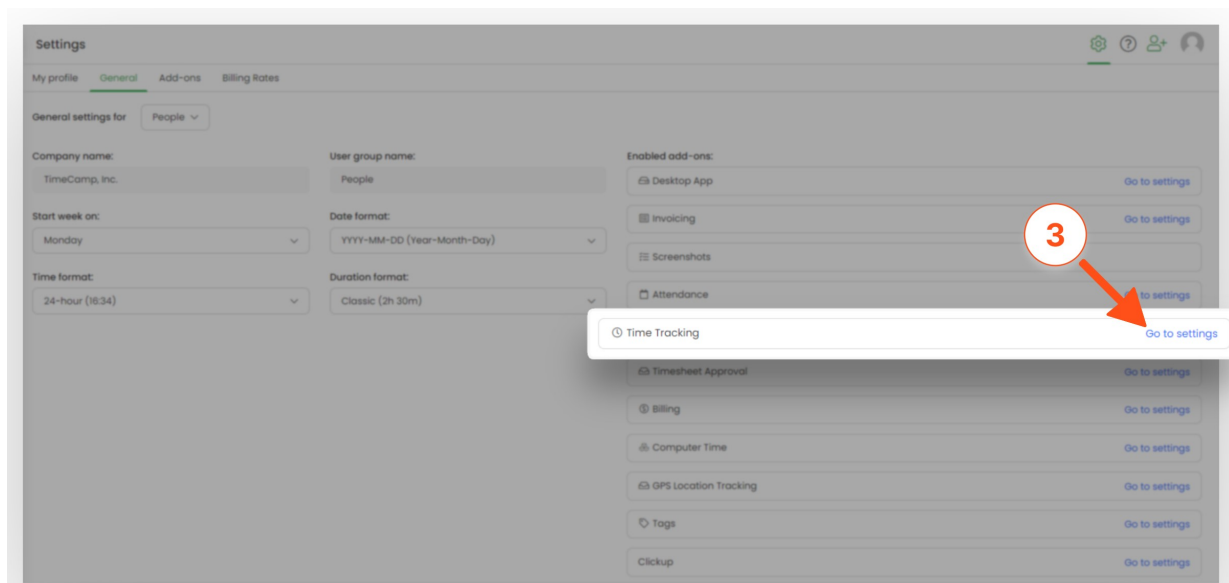 Settings
My profile General Add-ons Billing Rates
General settings for People
Company name:
TimeCamp, Inc.
User group name:
People
Start week on:
Monday
Date format:
YYYY-MM-DD (Year-Month-Day)
Time format:
24-hour (16:34)
Duration format:
Classic (2h 30m)
Enabled add-ons:
Desktop App Go to settings
Invoicing Go to settings
Screenshots
3
Attendance to settings
Time Tracking Go to settings
Timesheet Approval Go to settings
Billing Go to settings
Computer Time Go to settings
GPS Location Tracking Go to settings
Tags Go to settings
Clickup Go to settings